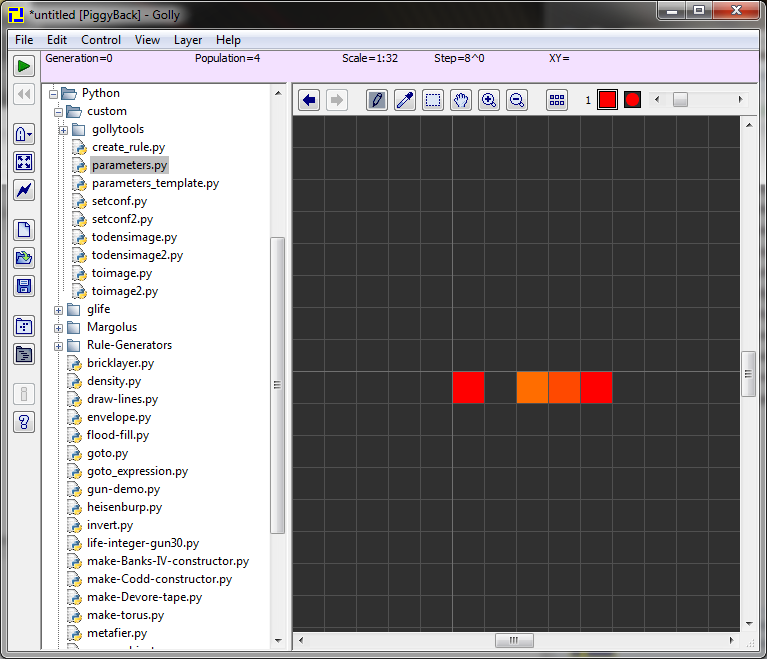 *untitled [PiggyBack] - Golly
File Edit Control View Layer Help
Generation=0 Population=4 Scale=1:32 Step=8^0 XY=
1
Python
custom
gollytools
create_rule.py
parameters.py
parameters_template.py
setconf.py
setconf2.py
todensimage.py
todensimage2.py
toimage.py
toimage2.py
glife
Margolus
Rule-Generators
bricklayer.py
density.py
draw-lines.py
envelope.py
flood-fill.py
goto.py
goto_expression.py
gun-demo.py
heisenburp.py
invert.py
life-integer-gun30.py
make-Banks-IV-constructor.py
make-Codd-constructor.py
make-Devore-tape.py
make-torus.py
metafier.py